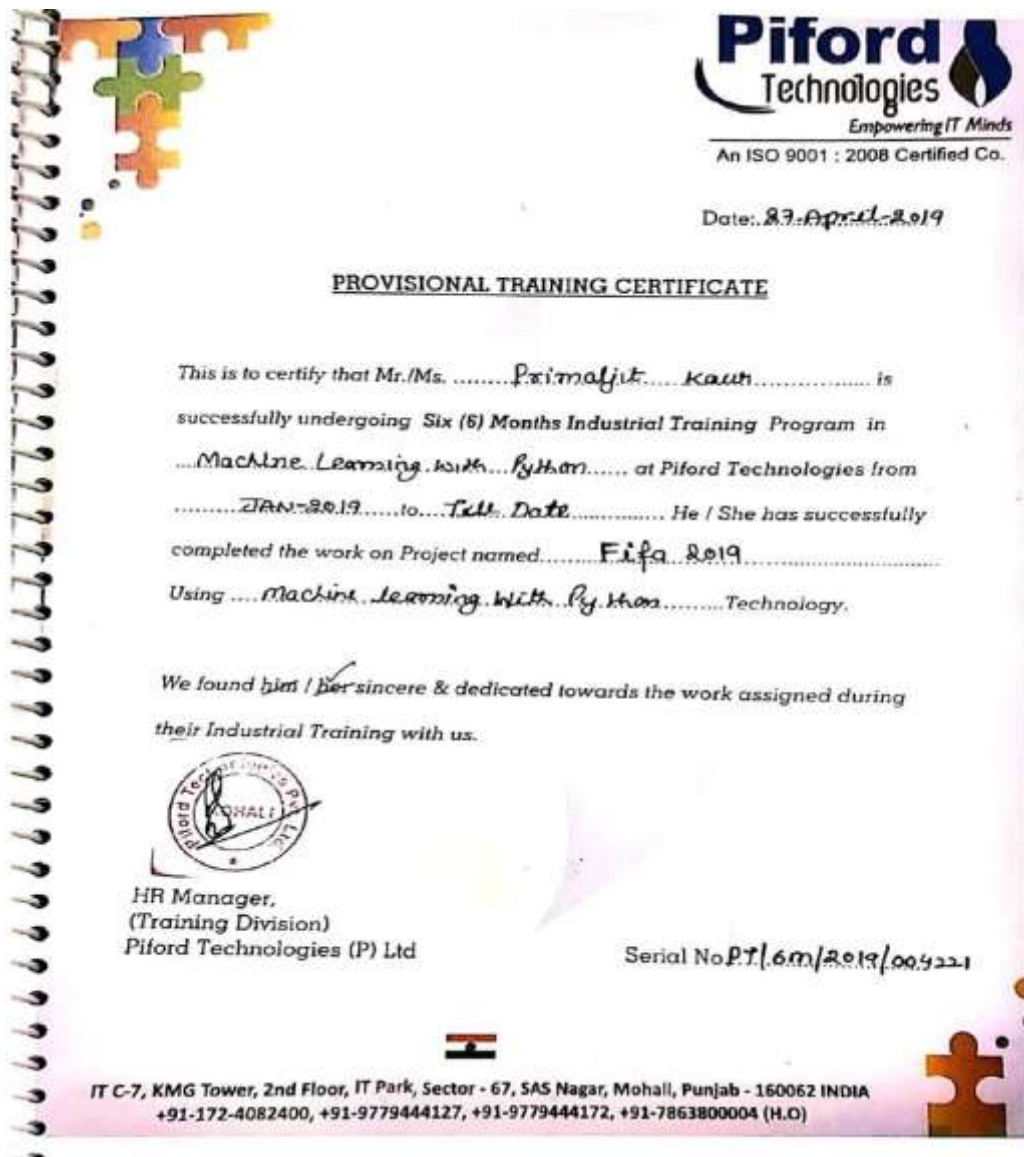 Piford
Technologies
Empowering IT Minds
An ISO 9001 : 2008 Certified Co.
Date:. 27-April-2019
PROVISIONAL TRAINING CERTIFICATE
This is to certify that Mr./Ms. ......... Primaljit ..... Kaur ................. is
successfully undergoing Six (6) Months Industrial Training Program in
....Machine Learning with Python...... at Piford Technologies from
.........JAN-2019......to....Till Date.............. He / She has successfully
completed the work on Project named........Fifa 2019..............................
Using ....Machine learning With Python.........Technology.
We found him / her sincere & dedicated towards the work assigned during
their Industrial Training with us.
Piford Technologies Pvt. Ltd.
MOHALI
HR Manager,
(Training Division)
Piford Technologies (P) Ltd
Serial No PT/6m/2019/004221
IT C-7, KMG Tower, 2nd Floor, IT Park, Sector - 67, SAS Nagar, Mohali, Punjab - 160062 INDIA
+91-172-4082400, +91-9779444127, +91-9779444172, +91-7863800004 (H.O)